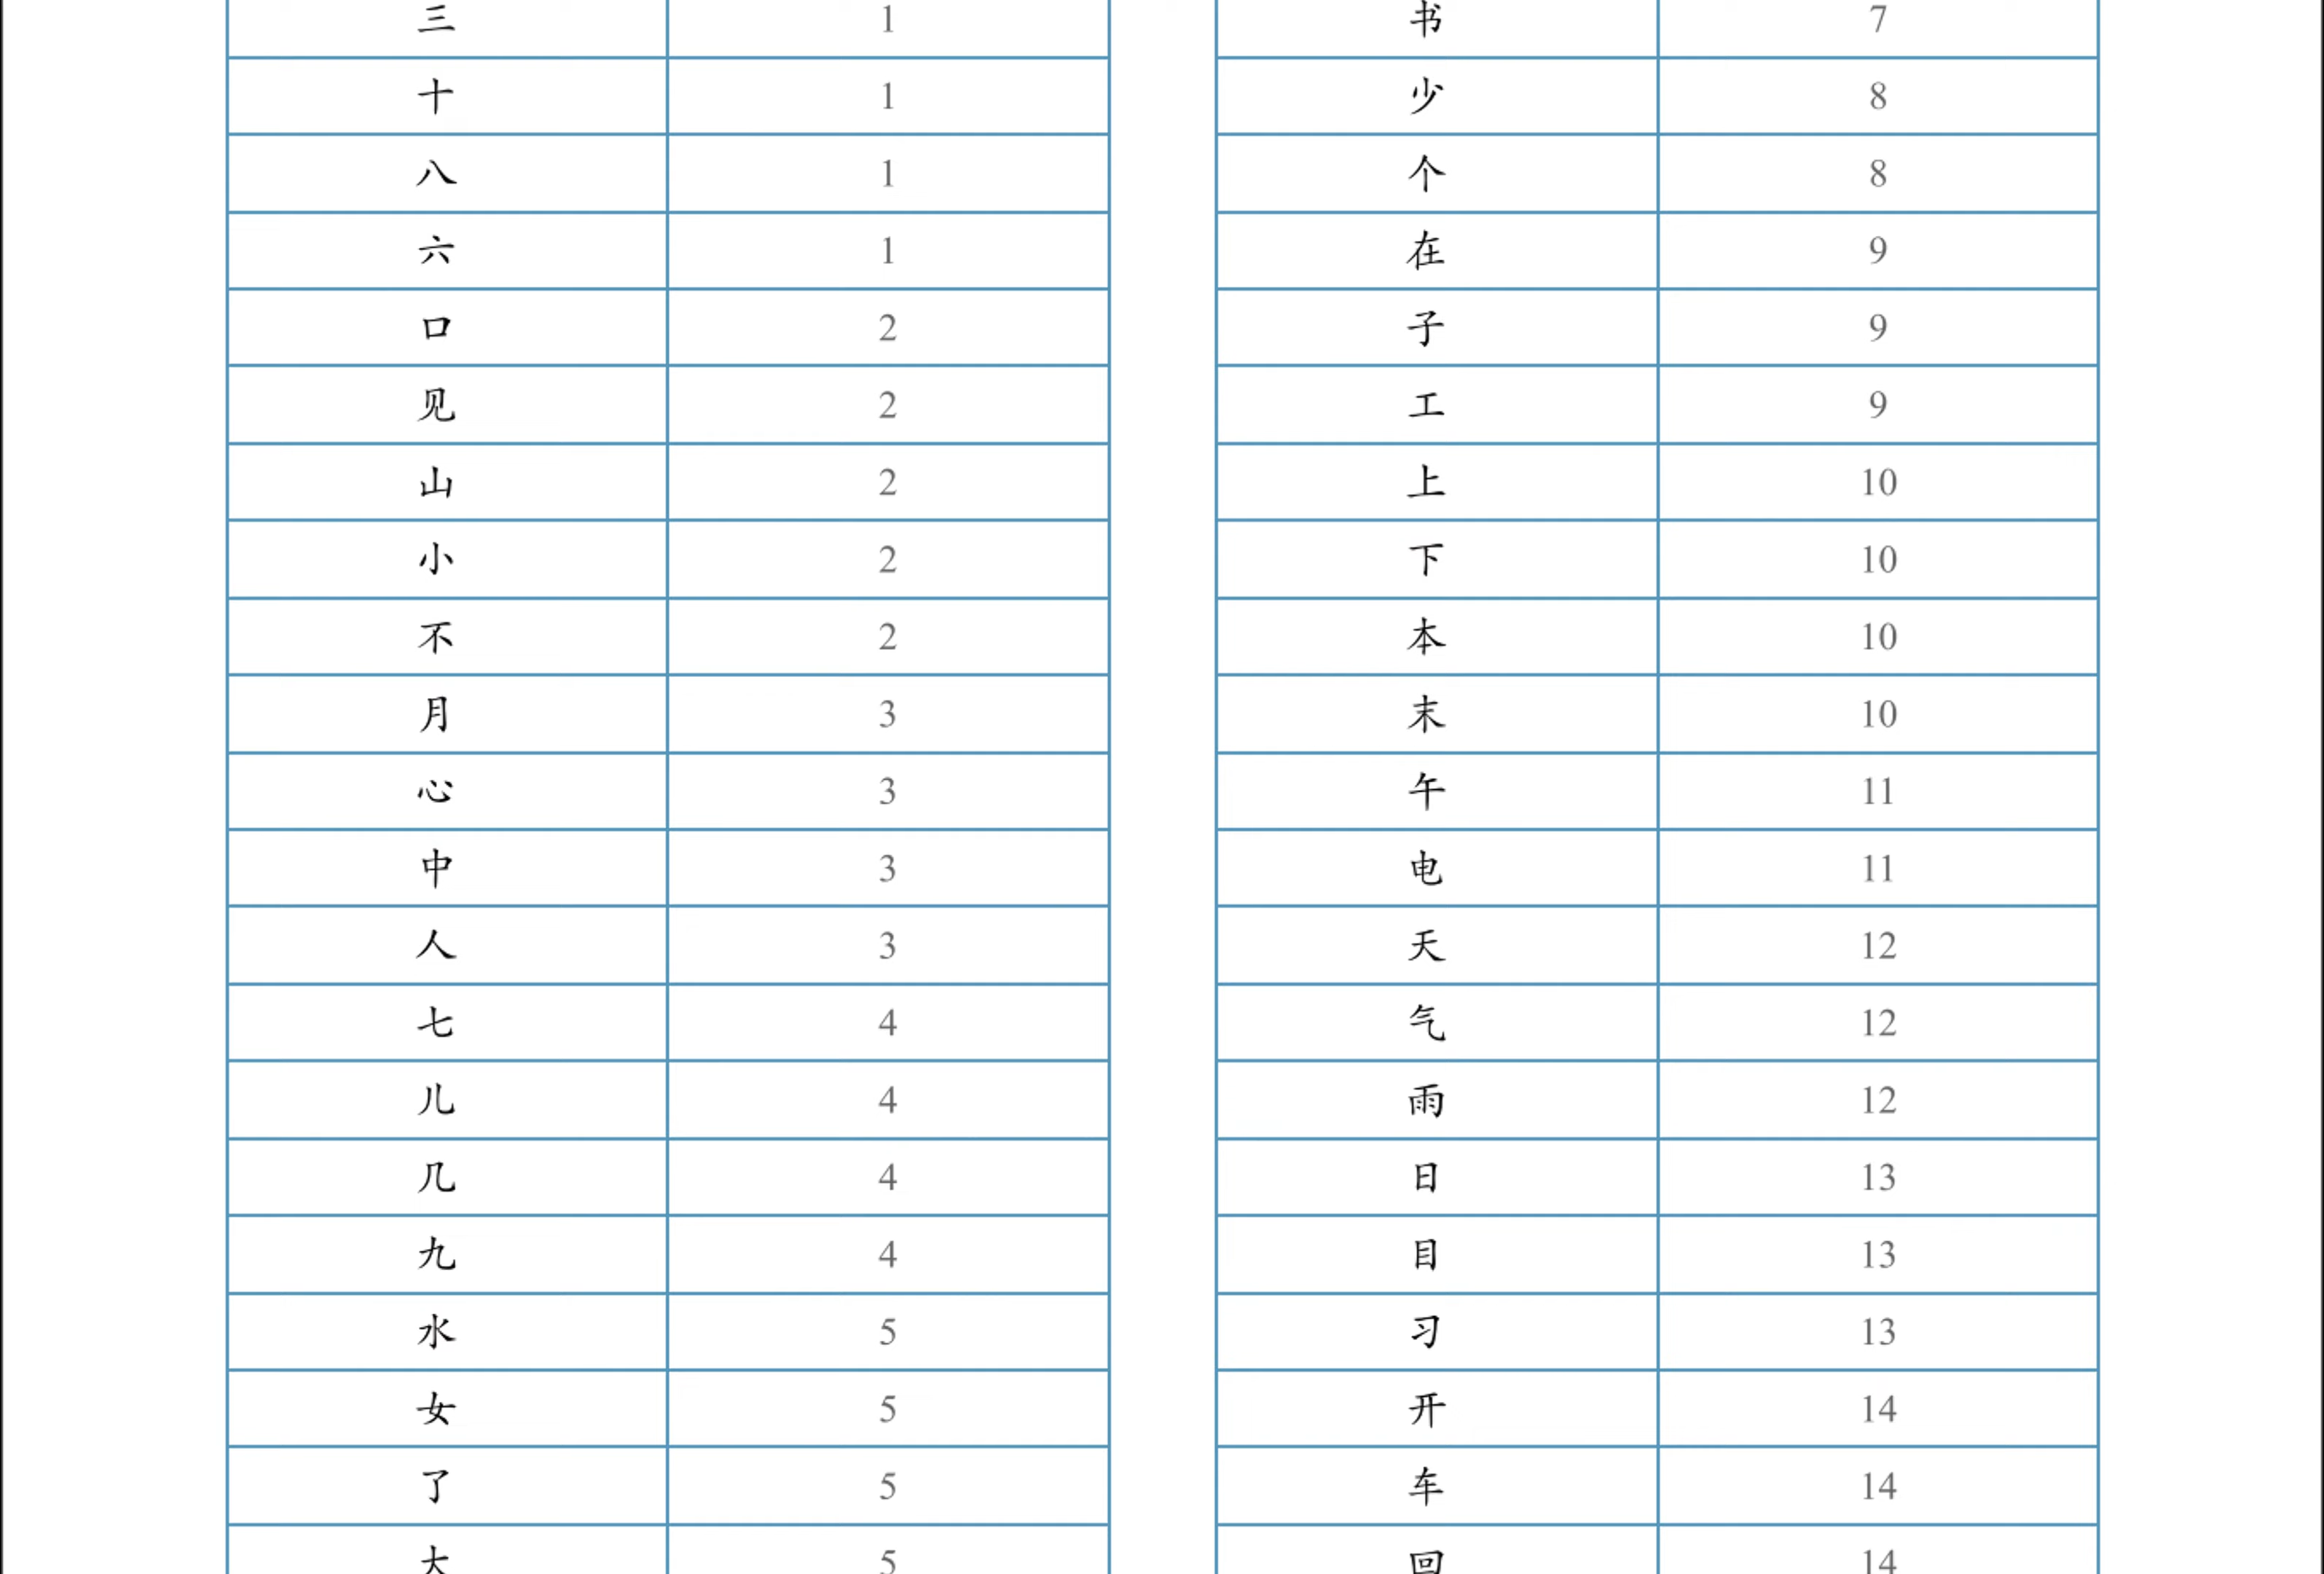 三 1
十 1
八 1
六 1
口 2
见 2
山 2
小 2
不 2
月 3
心 3
中 3
人 3
七 4
儿 4
几 4
九 4
水 5
女 5
了 5
大 5
书 7
少 8
个 8
在 9
子 9
工 9
上 10
下 10
本 10
末 10
午 11
电 11
天 12
气 12
雨 12
日 13
目 13
习 13
开 14
车 14
回 14